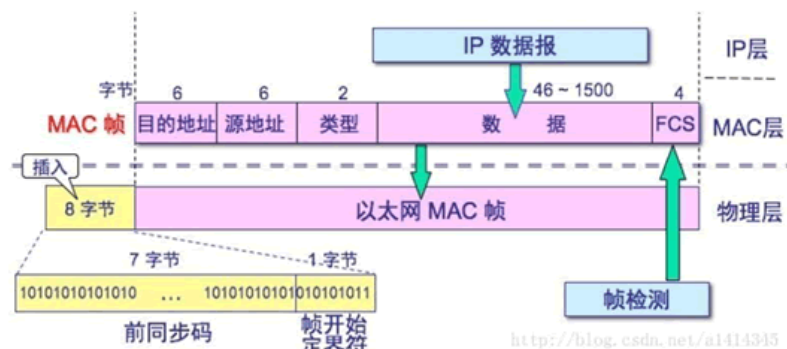 IP 数据报
IP层
字节 6 6 2 46 ~ 1500 4
MAC 帧 目的地址 源地址 类型 数 据 FCS MAC层
插入
8 字节 以太网 MAC 帧 物理层
7 字节 1 字节
10101010101010 ... 10101010101010101011
前同步码 帧开始
定界符
帧检测
http://blog.csdn.net/a1414345